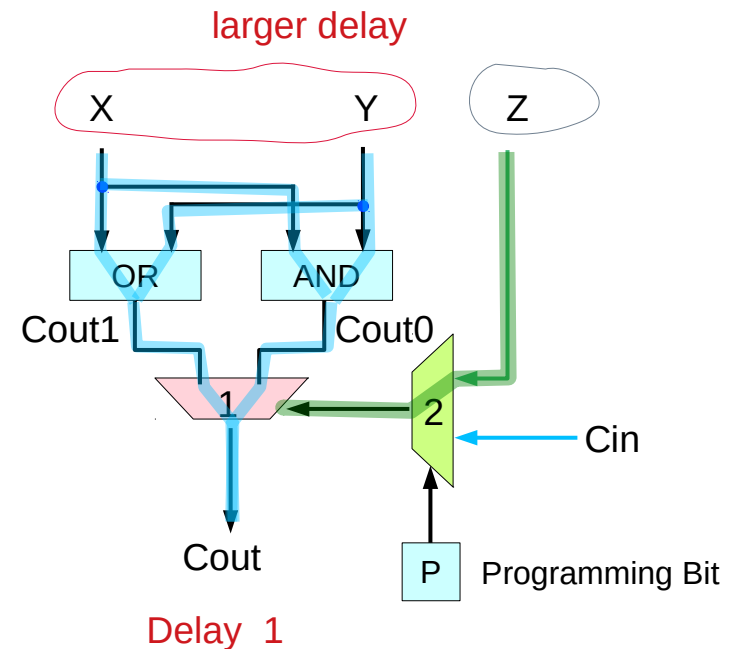 larger delay
X Y Z
OR AND
Cout1 Cout0
1 2
Cin
Cout
P Programming Bit
Delay 1